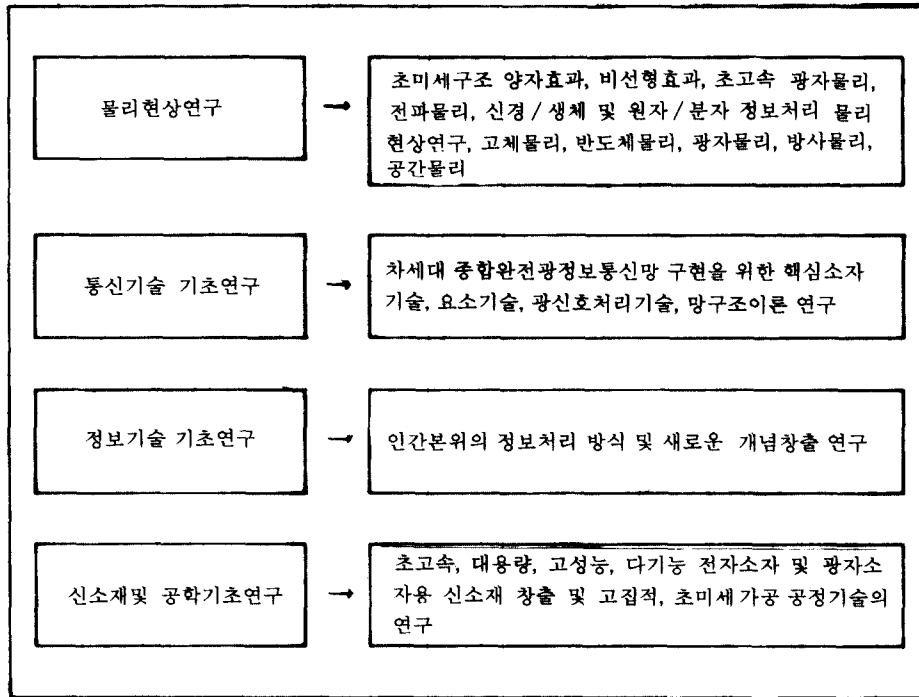 물리현상연구 →
초미세구조 양자효과, 비선형효과, 초고속 광자물리,
전파물리, 신경/생체 및 원자/분자 정보처리 물리
현상연구, 고체물리, 반도체물리, 광자물리, 방사물리,
공간물리
통신기술 기초연구 →
차세대 종합완전광정보통신망 구현을 위한 핵심소자
기술, 요소기술, 광신호처리기술, 망구조이론 연구
정보기술 기초연구 →
인간본위의 정보처리 방식 및 새로운 개념창출 연구
신소재및 공학기초연구 →
초고속, 대용량, 고성능, 다기능 전자소자 및 광자소
자용 신소재 창출 및 고집적, 초미세 가공 공정기술의
연구